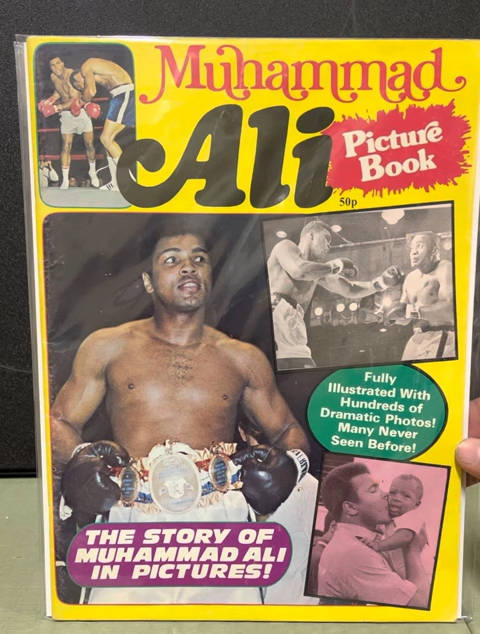 Muhammad
Ali
Picture
Book
50p
Fully
Illustrated With
Hundreds of
Dramatic Photos!
Many Never
Seen Before!
THE STORY OF
MUHAMMAD ALI
IN PICTURES!